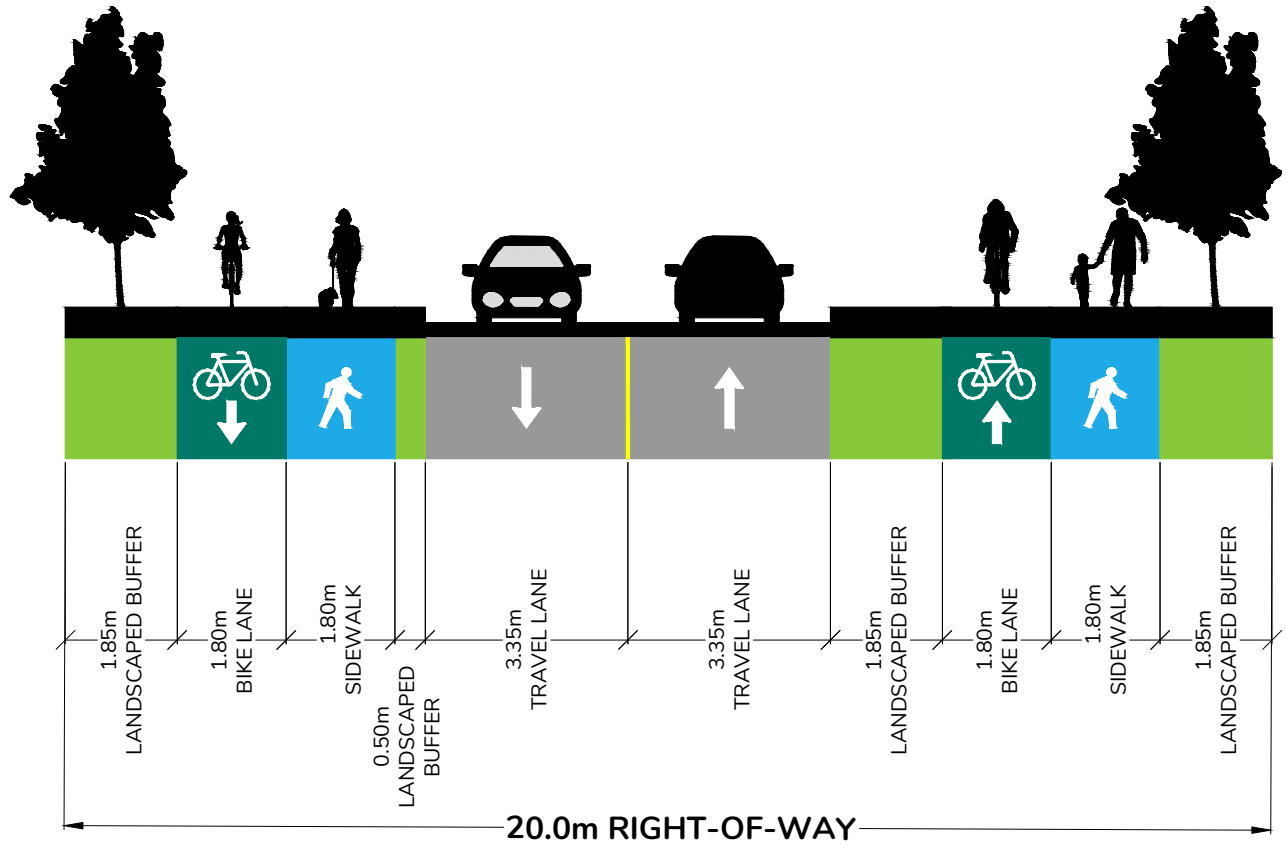 1.85m
LANDSCAPED BUFFER
1.80m
BIKE LANE
1.80m
SIDEWALK
0.50m
LANDSCAPED
BUFFER
3.35m
TRAVEL LANE
3.35m
TRAVEL LANE
1.85m
LANDSCAPED BUFFER
1.80m
BIKE LANE
1.80m
SIDEWALK
1.85m
LANDSCAPED BUFFER
20.0m RIGHT-OF-WAY